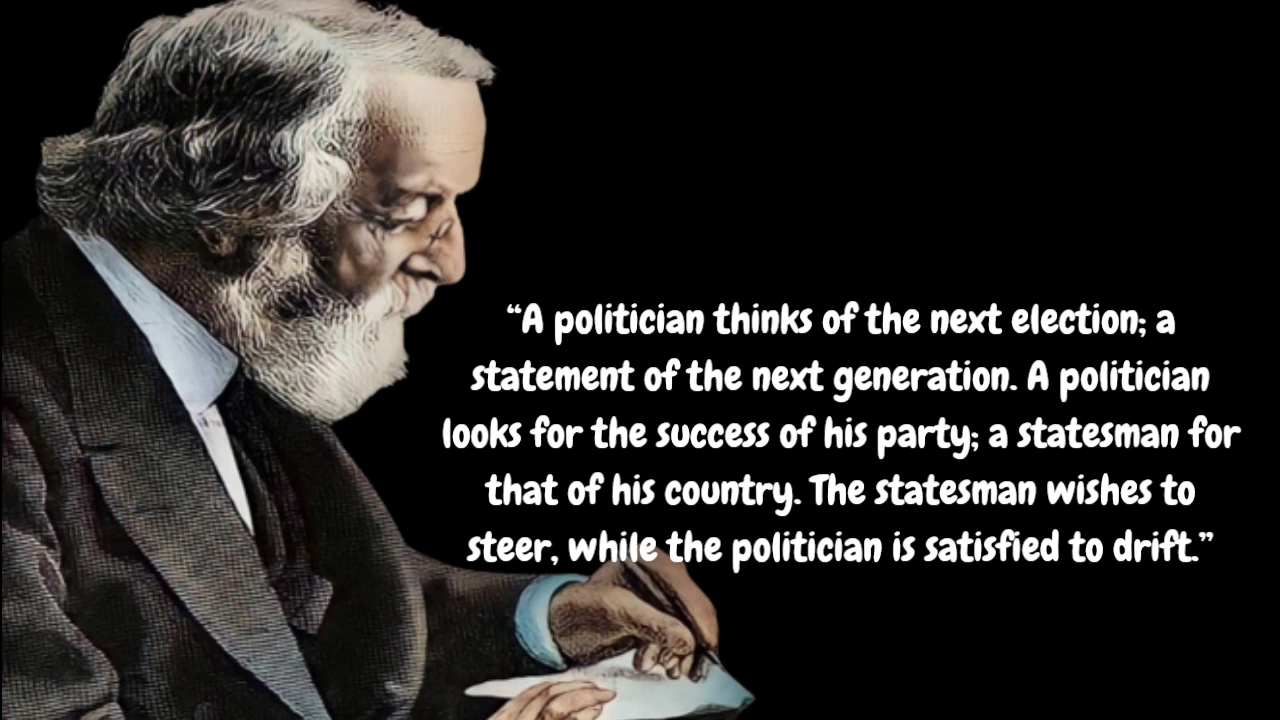 “A politician thinks of the next election; a
statement of the next generation. A politician
looks for the success of his party; a statesman for
that of his country. The statesman wishes to
steer, while the politician is satisfied to drift.”